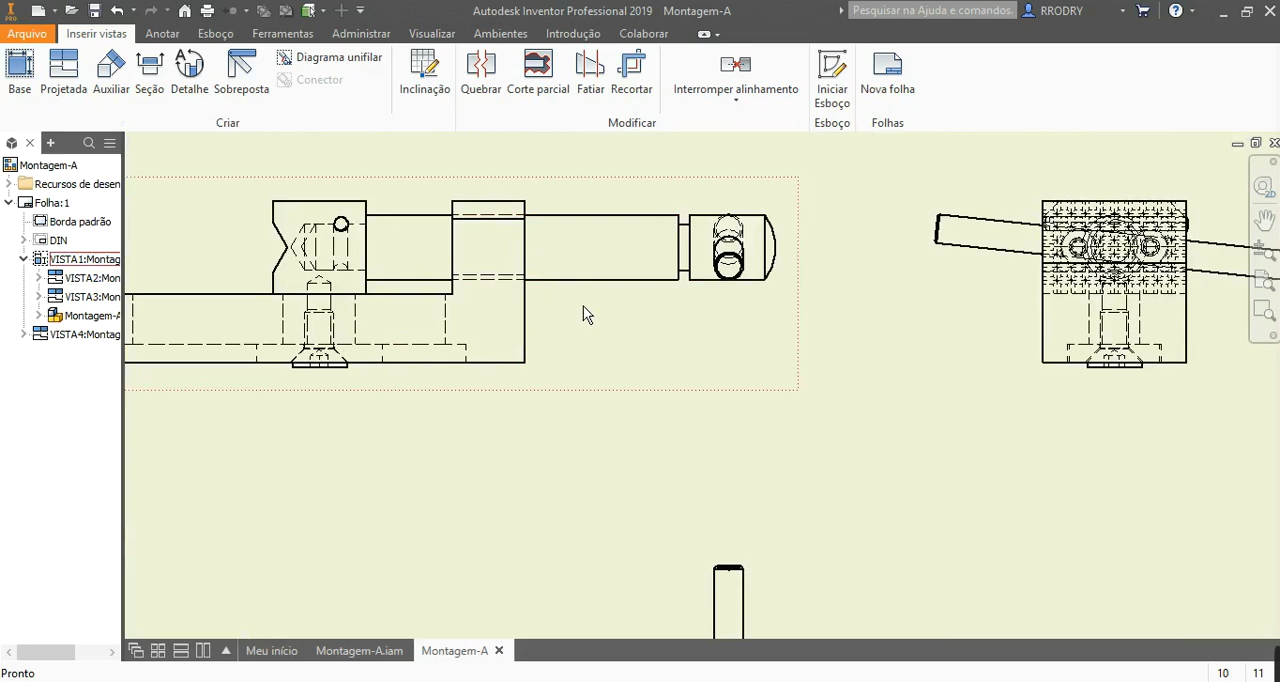 PRO
Autodesk Inventor Professional 2019 Montagem-A
Pesquisar na Ajuda e comandos.
RRODRY
Arquivo Inserir vistas Anotar Esboço Ferramentas Administrar Visualizar Ambientes Introdução Colaborar
Base Projetada Auxiliar Seção Detalhe Sobreposta
Diagrama unifilar
Conector
Inclinação Quebrar Corte parcial Fatiar Recortar
Interromper alinhamento
Iniciar
Esboço
Nova folha
Criar Modificar Esboço Folhas
Montagem-A
Recursos de desen
Folha:1
Borda padrão
DIN
VISTA1:Montag
VISTA2:Mon
VISTA3:Mon
Montagem-A
VISTA4:Montag
2D
Meu início Montagem-A.iam Montagem-A
Pronto
10 11